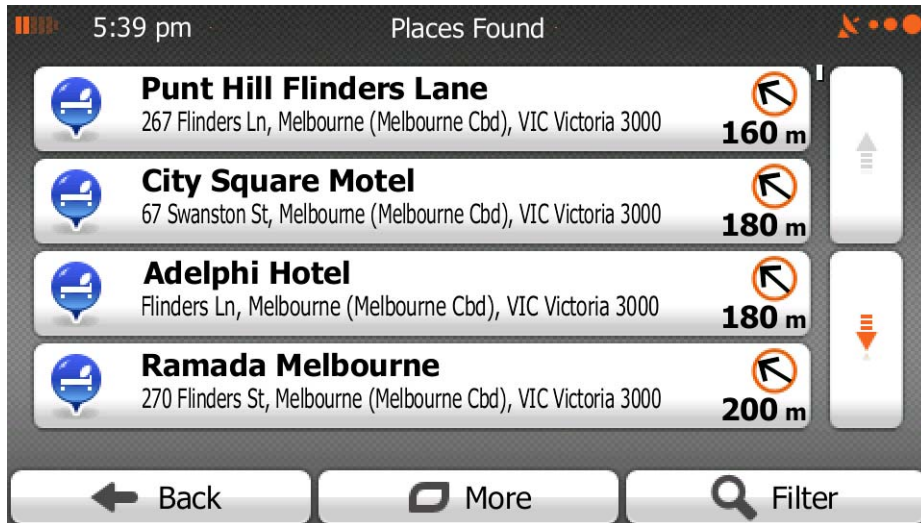 5:39 pm Places Found
Punt Hill Flinders Lane
267 Flinders Ln, Melbourne (Melbourne Cbd), VIC Victoria 3000
160 m
City Square Motel
67 Swanston St, Melbourne (Melbourne Cbd), VIC Victoria 3000
180 m
Adelphi Hotel
Flinders Ln, Melbourne (Melbourne Cbd), VIC Victoria 3000
180 m
Ramada Melbourne
270 Flinders St, Melbourne (Melbourne Cbd), VIC Victoria 3000
200 m
Back More Filter